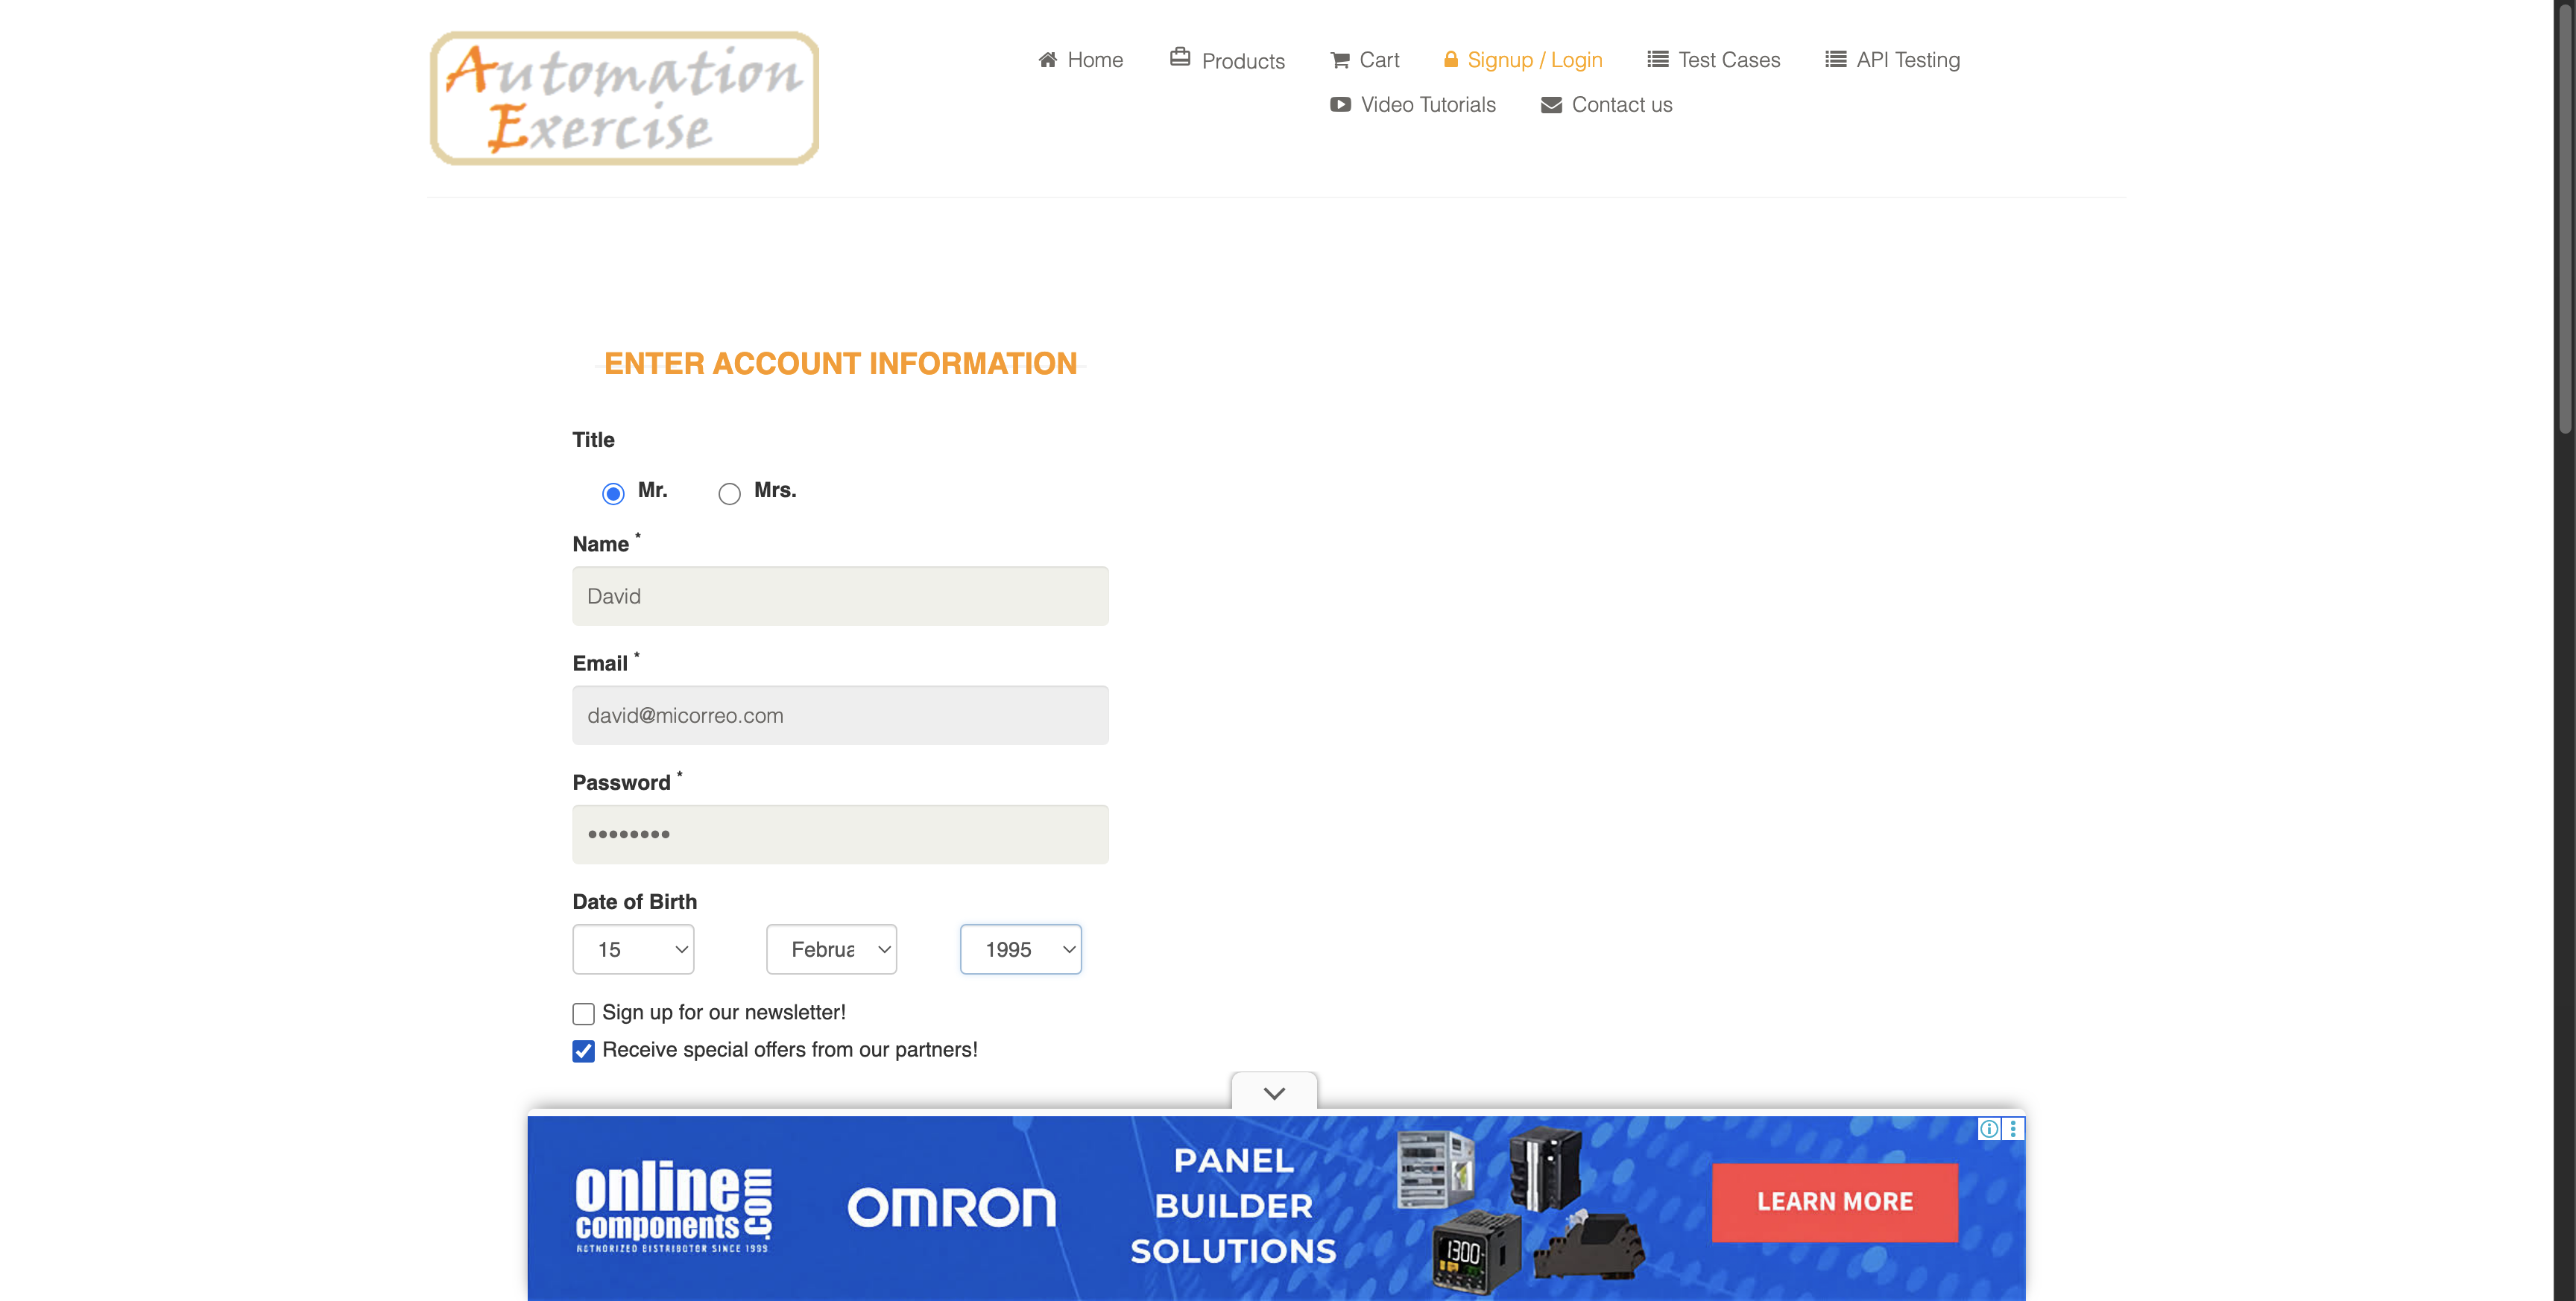 Automation
Exercise
Home
Products
Cart
Signup / Login
Test Cases
API Testing
Video Tutorials
Contact us
ENTER ACCOUNT INFORMATION
Title
Mr.
Mrs.
Name *
David
Email *
david@micorreo.com
Password *
••••••••
Date of Birth
15
Februa
1995
Sign up for our newsletter!
Receive special offers from our partners!
online
components
.com
AUTHORIZED DISTRIBUTOR SINCE 1999
OMRON
PANEL
BUILDER
SOLUTIONS
1300
LEARN MORE